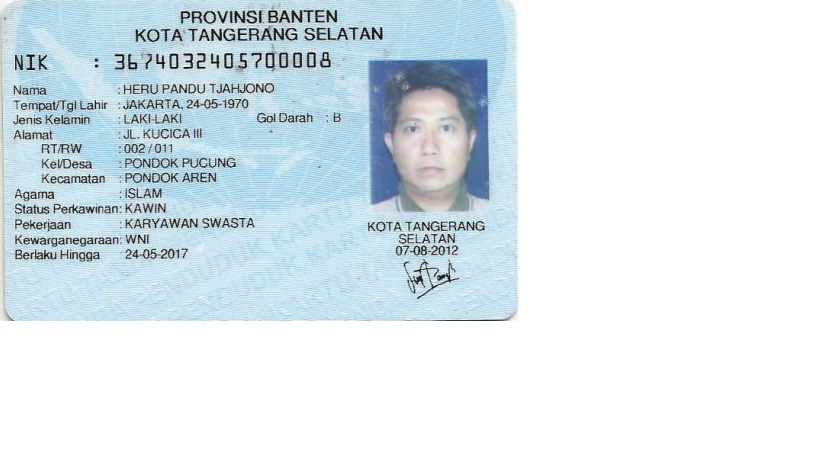 PROVINSI BANTEN
KOTA TANGERANG SELATAN
NIK : 3674032405700008
Nama : HERU PANDU TJAHJONO
Tempat/Tgl Lahir : JAKARTA, 24-05-1970
Jenis Kelamin : LAKI-LAKI Gol Darah : B
Alamat : JL. KUCICA III
RT/RW : 002 / 011
Kel/Desa : PONDOK PUCUNG
Kecamatan : PONDOK AREN
Agama : ISLAM
Status Perkawinan: KAWIN
Pekerjaan : KARYAWAN SWASTA
Kewarganegaraan: WNI
Berlaku Hingga : 24-05-2017
KOTA TANGERANG
SELATAN
07-08-2012